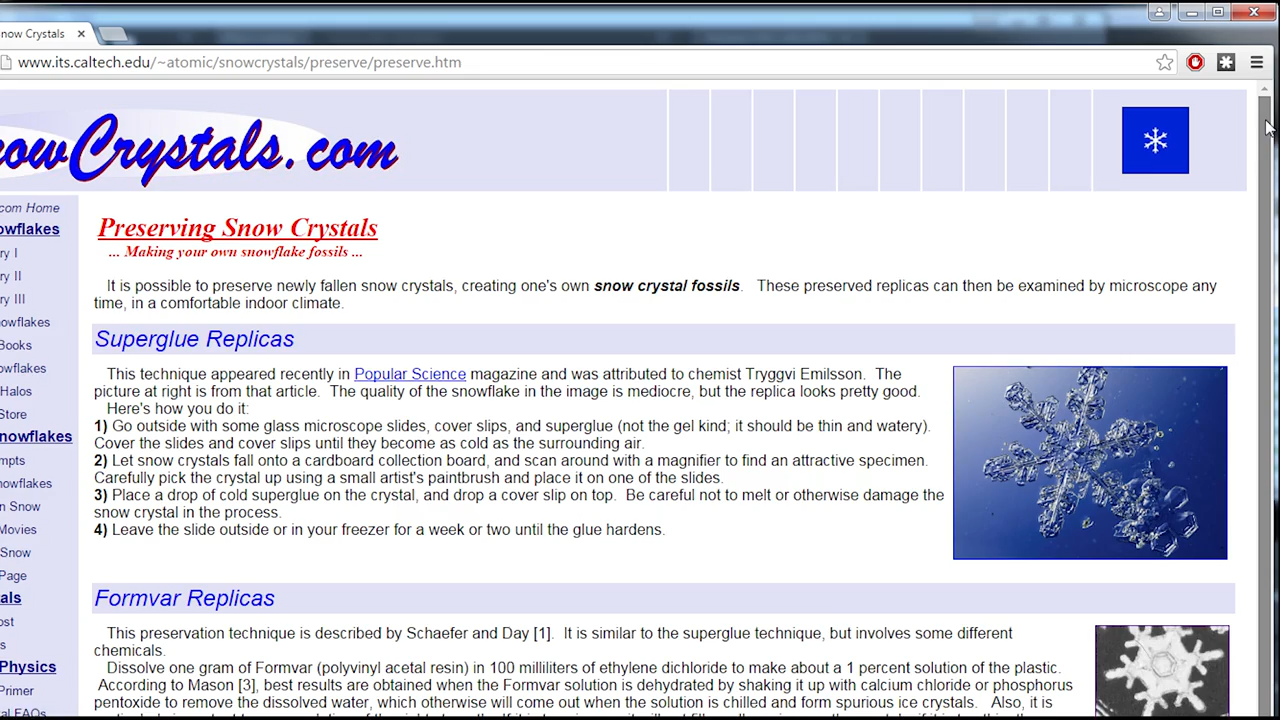 now Crystals
www.its.caltech.edu/~atomic/snowcrystals/preserve/preserve.htm
owCrystals.com
com Home
owflakes
ry I
ry II
ry III
nowflakes
Books
owflakes
Halos
Store
nowflakes
mpts
nowflakes
n Snow
Movies
Snow
Page
als
ost
rs
Physics
Primer
al FAQs
Preserving Snow Crystals
... Making your own snowflake fossils ...
It is possible to preserve newly fallen snow crystals, creating one's own snow crystal fossils. These preserved replicas can then be examined by microscope any
time, in a comfortable indoor climate.
Superglue Replicas
This technique appeared recently in Popular Science magazine and was attributed to chemist Tryggvi Emilsson. The
picture at right is from that article. The quality of the snowflake in the image is mediocre, but the replica looks pretty good.
Here's how you do it:
1) Go outside with some glass microscope slides, cover slips, and superglue (not the gel kind; it should be thin and watery).
Cover the slides and cover slips until they become as cold as the surrounding air.
2) Let snow crystals fall onto a cardboard collection board, and scan around with a magnifier to find an attractive specimen.
Carefully pick the crystal up using a small artist's paintbrush and place it on one of the slides.
3) Place a drop of cold superglue on the crystal, and drop a cover slip on top. Be careful not to melt or otherwise damage the
snow crystal in the process.
4) Leave the slide outside or in your freezer for a week or two until the glue hardens.
Formvar Replicas
This preservation technique is described by Schaefer and Day [1]. It is similar to the superglue technique, but involves some different
chemicals.
Dissolve one gram of Formvar (polyvinyl acetal resin) in 100 milliliters of ethylene dichloride to make about a 1 percent solution of the plastic.
According to Mason [3], best results are obtained when the Formvar solution is dehydrated by shaking it up with calcium chloride or phosphorus
pentoxide to remove the dissolved water, which otherwise will come out when the solution is chilled and form spurious ice crystals. Also, it is